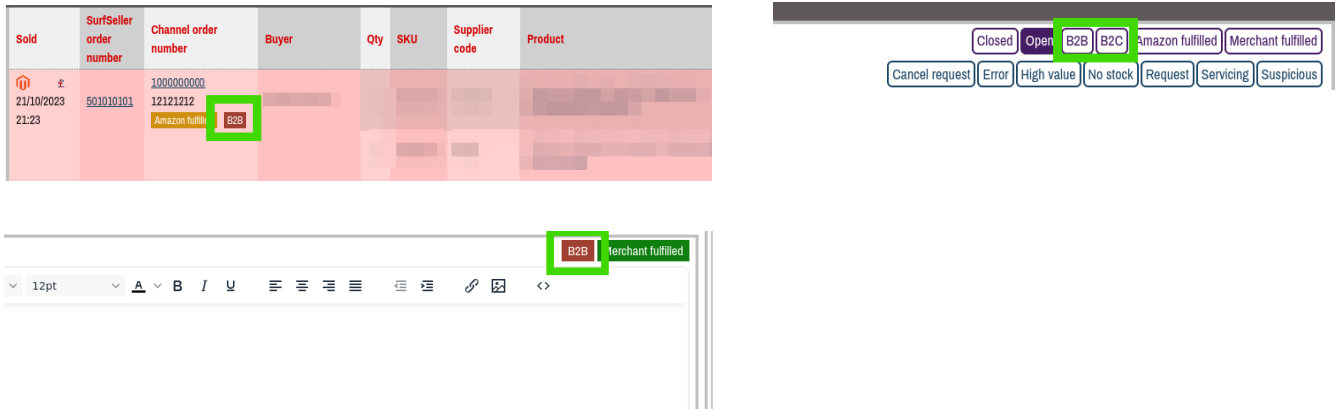 Sold
SurfSeller order number
Channel order number
Buyer
Qty
SKU
Supplier code
Product
21/10/2023
21:23
501010101
1000000000
12121212
Amazon
B2B
Closed
Open
B2B
B2C
Amazon fulfilled
Merchant fulfilled
Cancel request
Error
High value
No stock
Request
Servicing
Suspicious
B2B
Merchant fulfilled
12pt
A
B
I
U